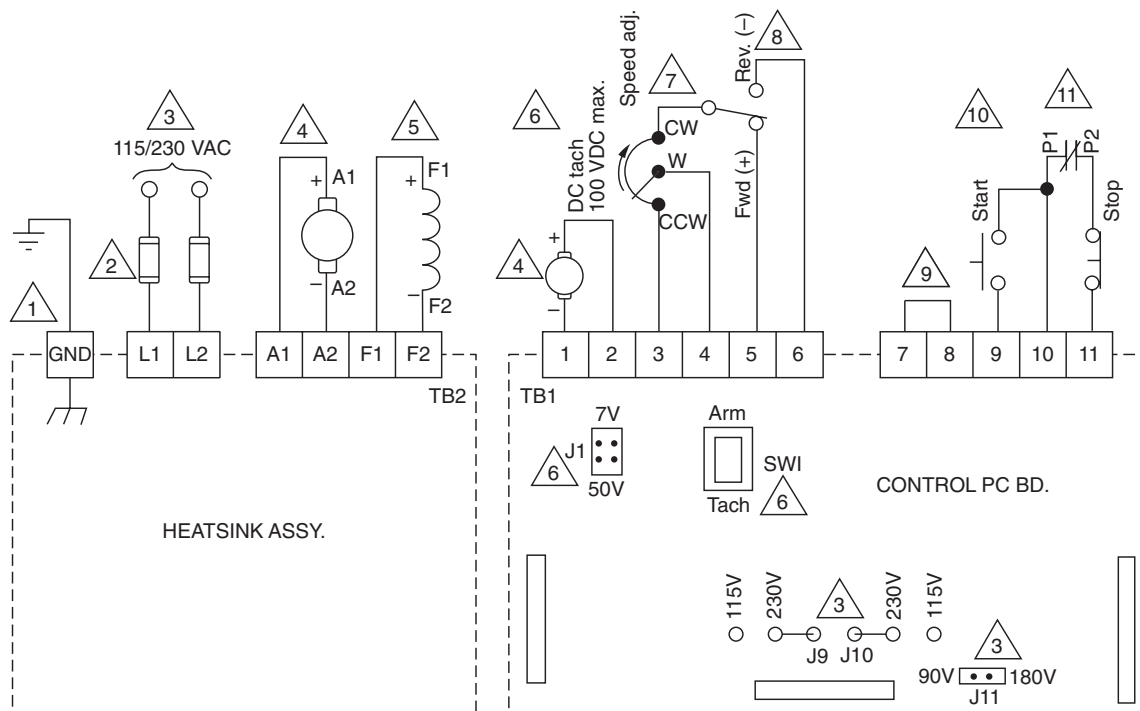 3
115/230 VAC
4
+ A1
− A2
5
F1
+
−
F2
2
1
GND
L1
L2
A1
A2
F1
F2
TB2
HEATSINK ASSY.
6
DC tach
100 VDC max.
4
+
−
7
Speed adj.
CW
W
CCW
8
Rev. (–)
Fwd (+)
10
11
P1
P2
Start
Stop
9
1
2
3
4
5
6
7
8
9
10
11
TB1
7V
J1
50V
6
Arm
SWI
Tach
6
CONTROL PC BD.
115V
230V
3
230V
115V
J9
J10
3
90V
180V
J11